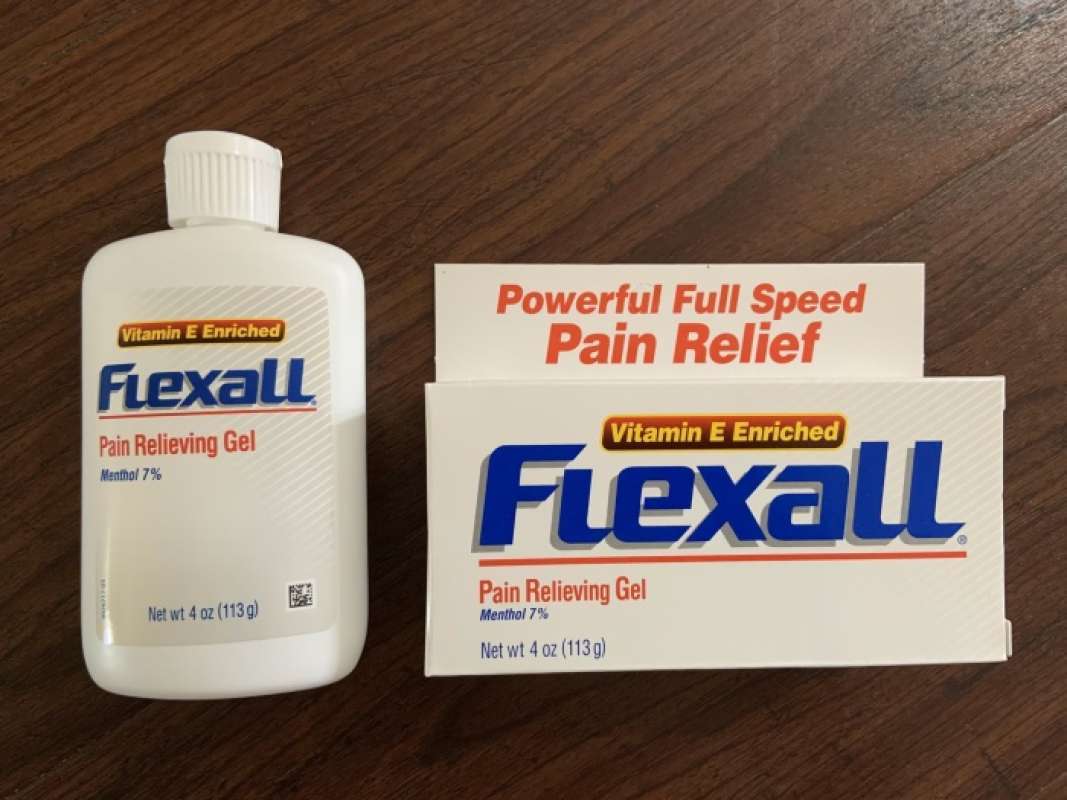 Vitamin E Enriched
Flexall®
Pain Relieving Gel
Menthol 7%
Net wt 4 oz (113 g)
Powerful Full Speed
Pain Relief
Vitamin E Enriched
Flexall®
Pain Relieving Gel
Menthol 7%
Net wt 4 oz (113 g)